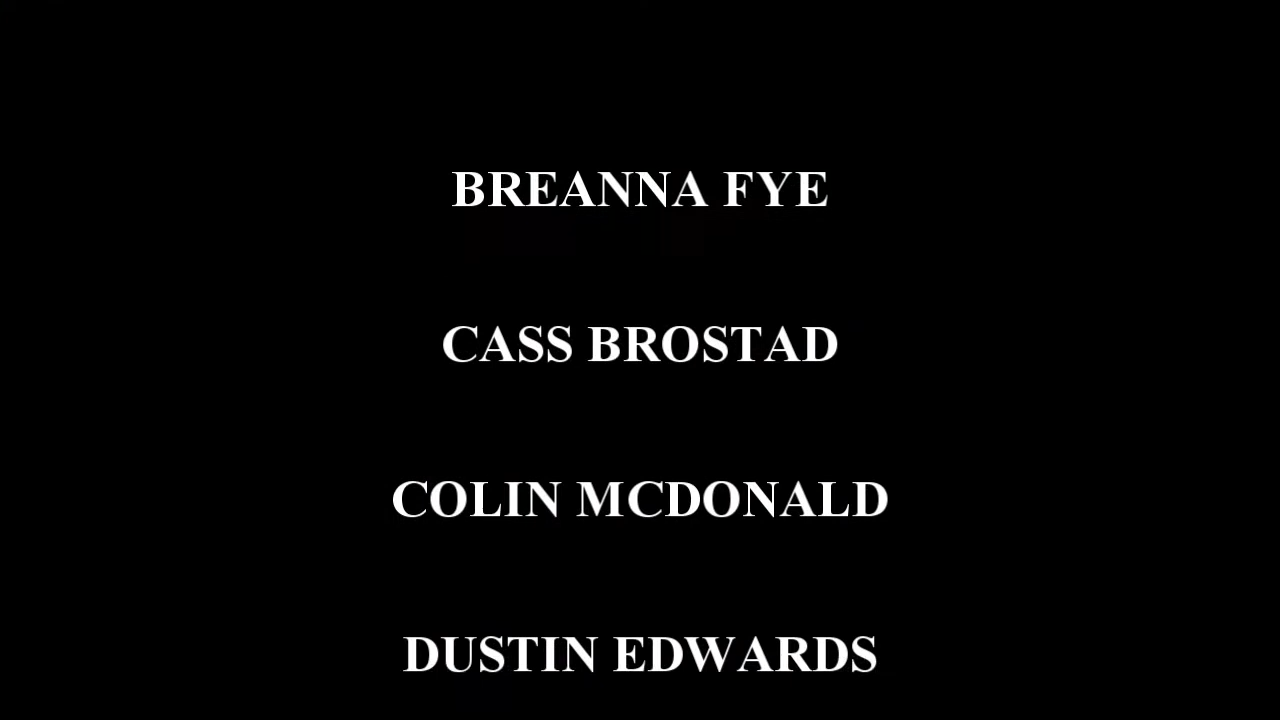 BREANNA FYE
CASS BROSTAD
COLIN MCDONALD
DUSTIN EDWARDS